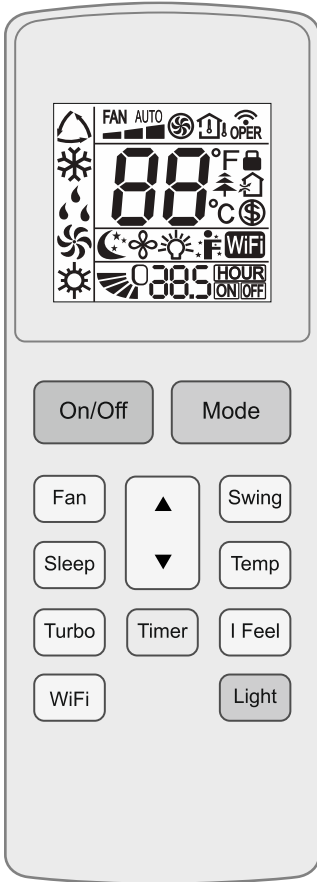 FAN AUTO
OPER
88 °F
°C
WiFi
088.5 HOUR
ON OFF
On/Off Mode
Fan Swing
Sleep Temp
Turbo Timer I Feel
WiFi Light